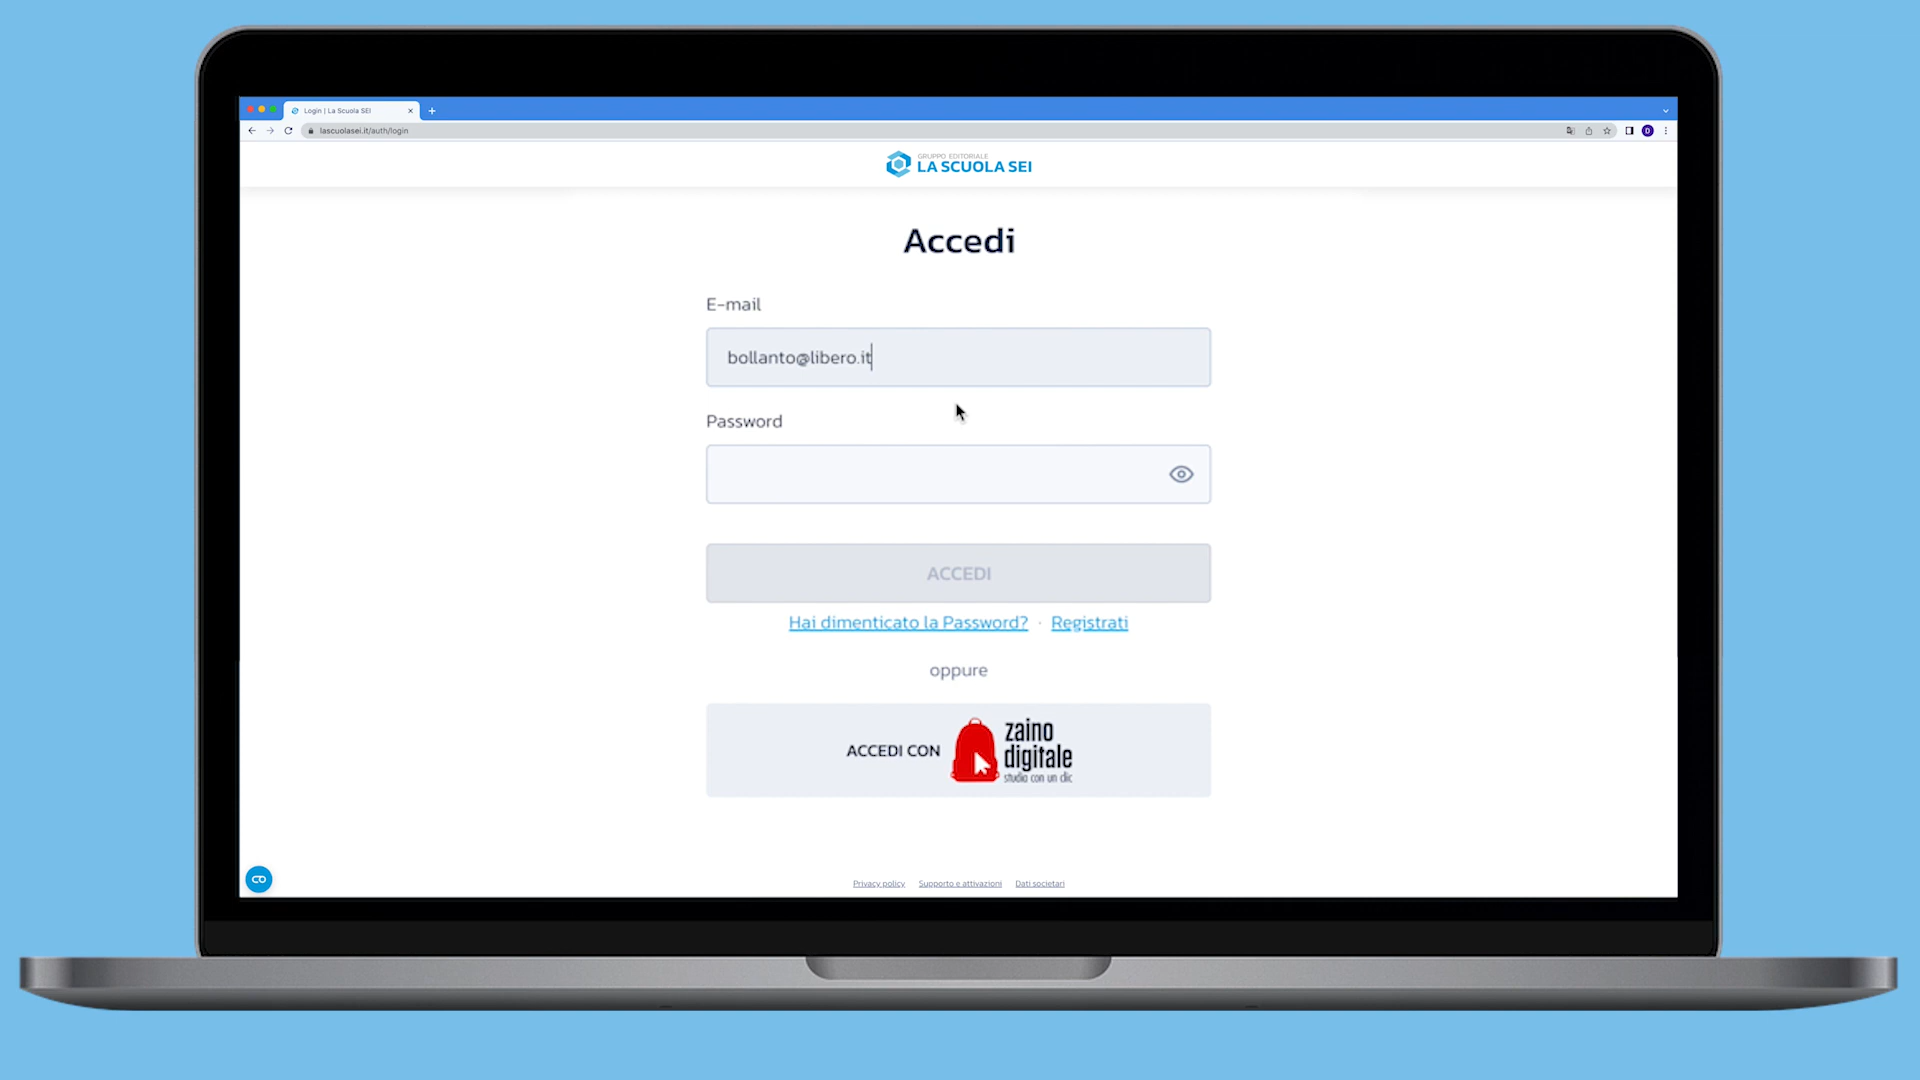 Login | La Scuola SEI
lascuolasei.it/auth/login
D
GRUPPO EDITORIALE
LA SCUOLA SEI
Accedi
E-mail
bollanto@libero.it
Password
ACCEDI
Hai dimenticato la Password? · Registrati
oppure
ACCEDI CON
zaino
digitale
studia con un clic
Privacy policy Supporto e attivazioni Dati societari